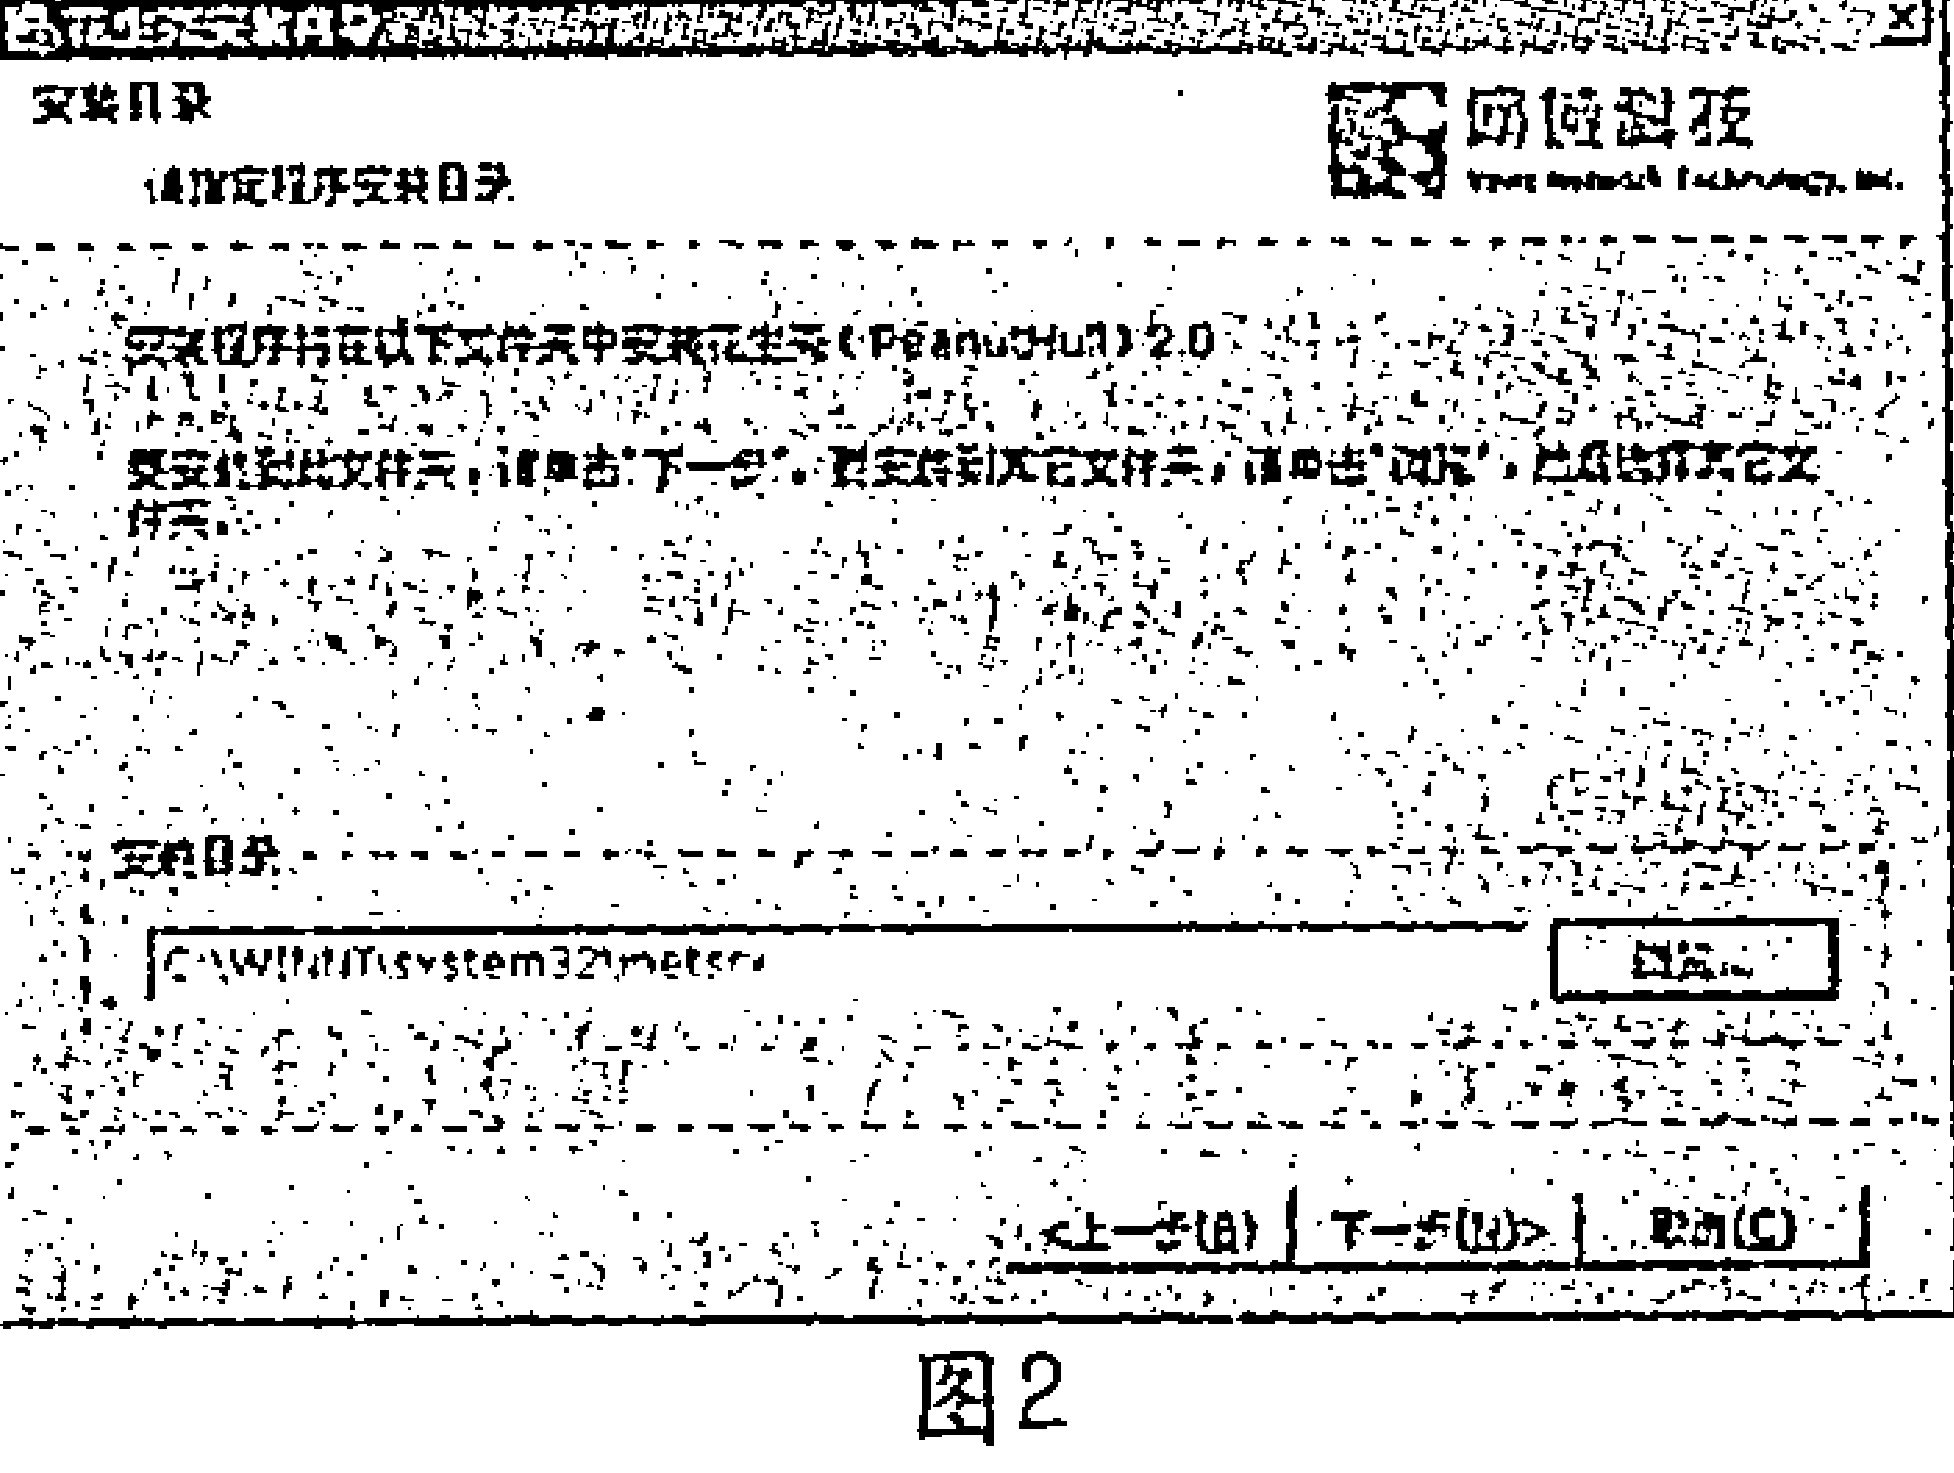 安装目录
请指定程序安装目录
安装程序将在以下文件夹中安装花生壳(PeanutHull) 2.0
要安装到此文件夹,请单击"下一步"。要安装到其它文件夹,请单击"浏览",然后选择其它文
件夹。
安装目录
C:\WINNT\system32\
浏览...
<上一步(B) 下一步(N)> 取消(C)
图2